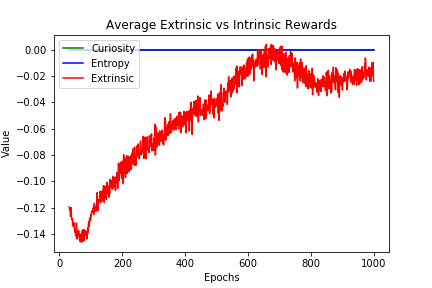 Average Extrinsic vs Intrinsic Rewards
Curiosity
Entropy
Extrinsic
Value
0.00
−0.02
−0.04
−0.06
−0.08
−0.10
−0.12
−0.14
0
200
400
600
800
1000
Epochs